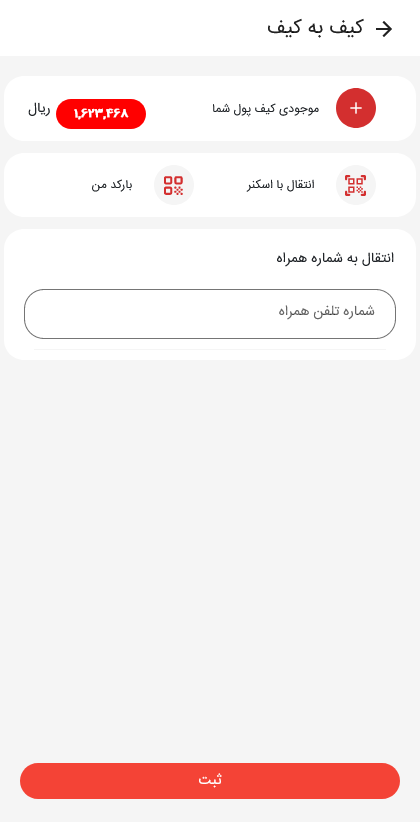 کیف به کیف
موجودی کیف پول شما ۱,۶۲۳,۴۶۸ ریال
انتقال با اسکنر بارکد من
انتقال به شماره همراه
شماره تلفن همراه
ثبت